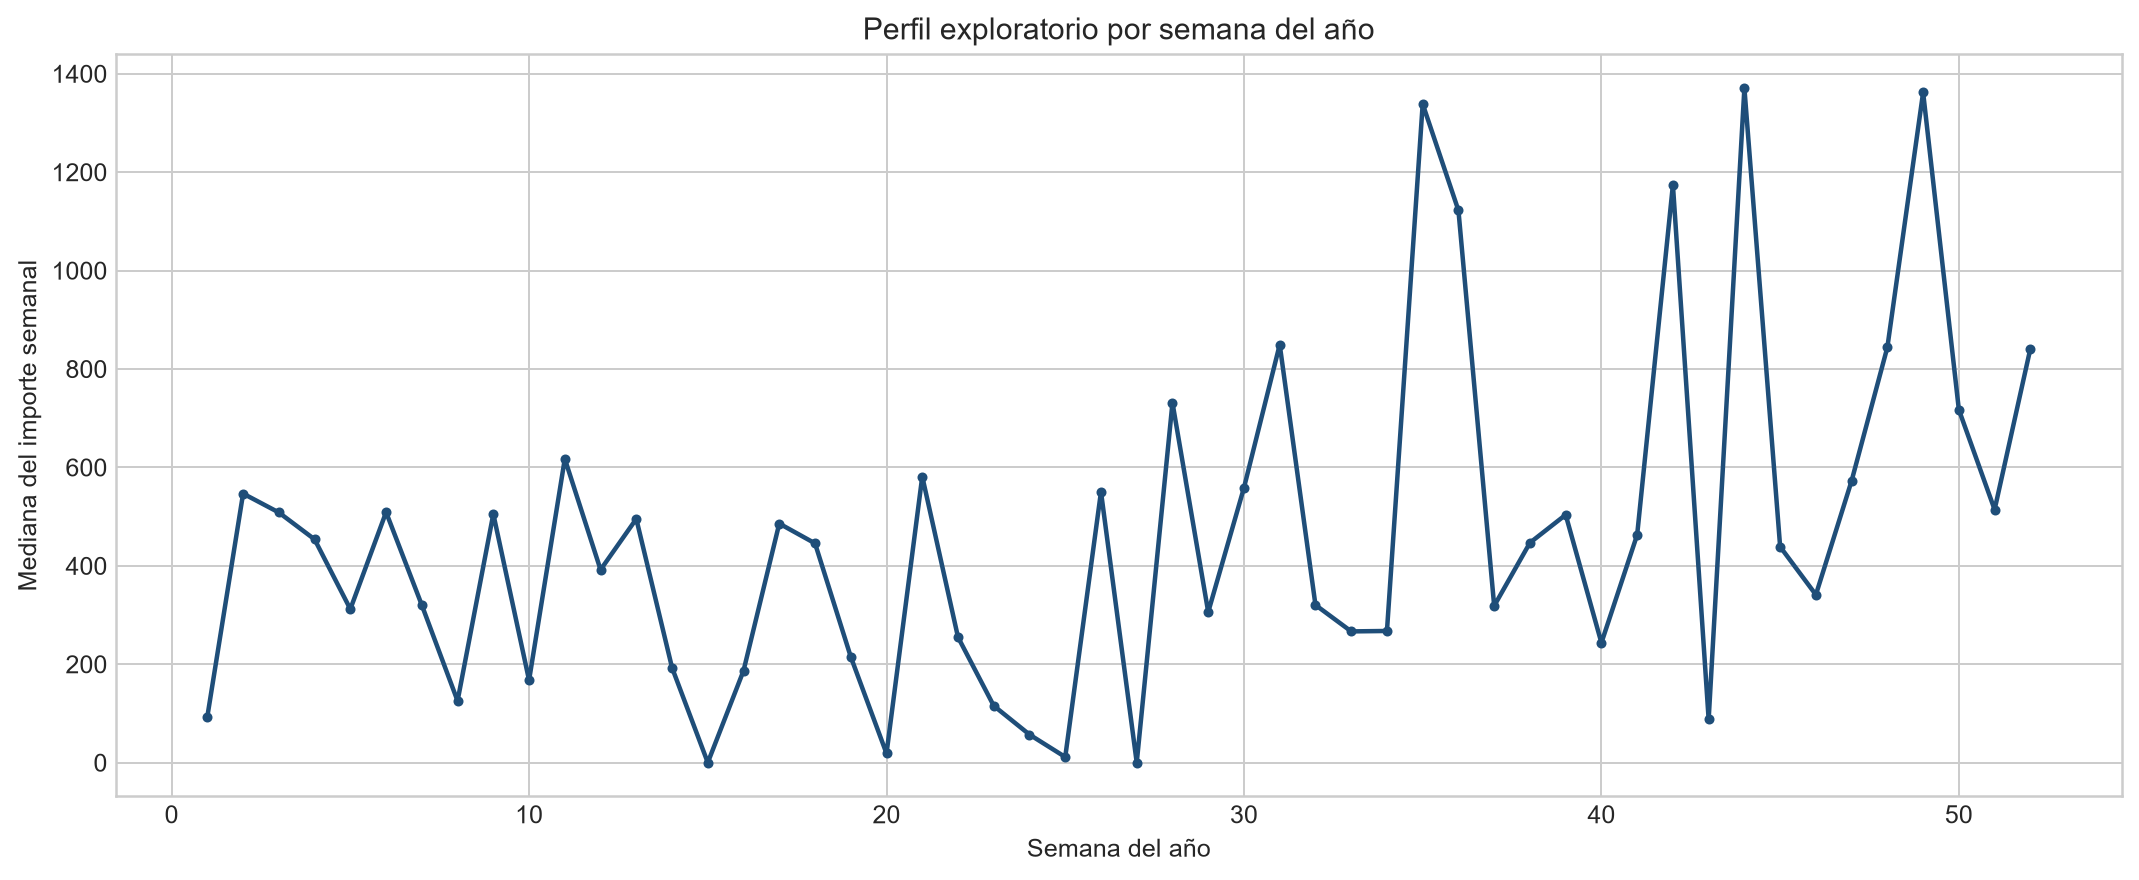 Perfil exploratorio por semana del año
Mediana del importe semanal
1400
1200
1000
800
600
400
200
0
0 10 20 30 40 50
Semana del año